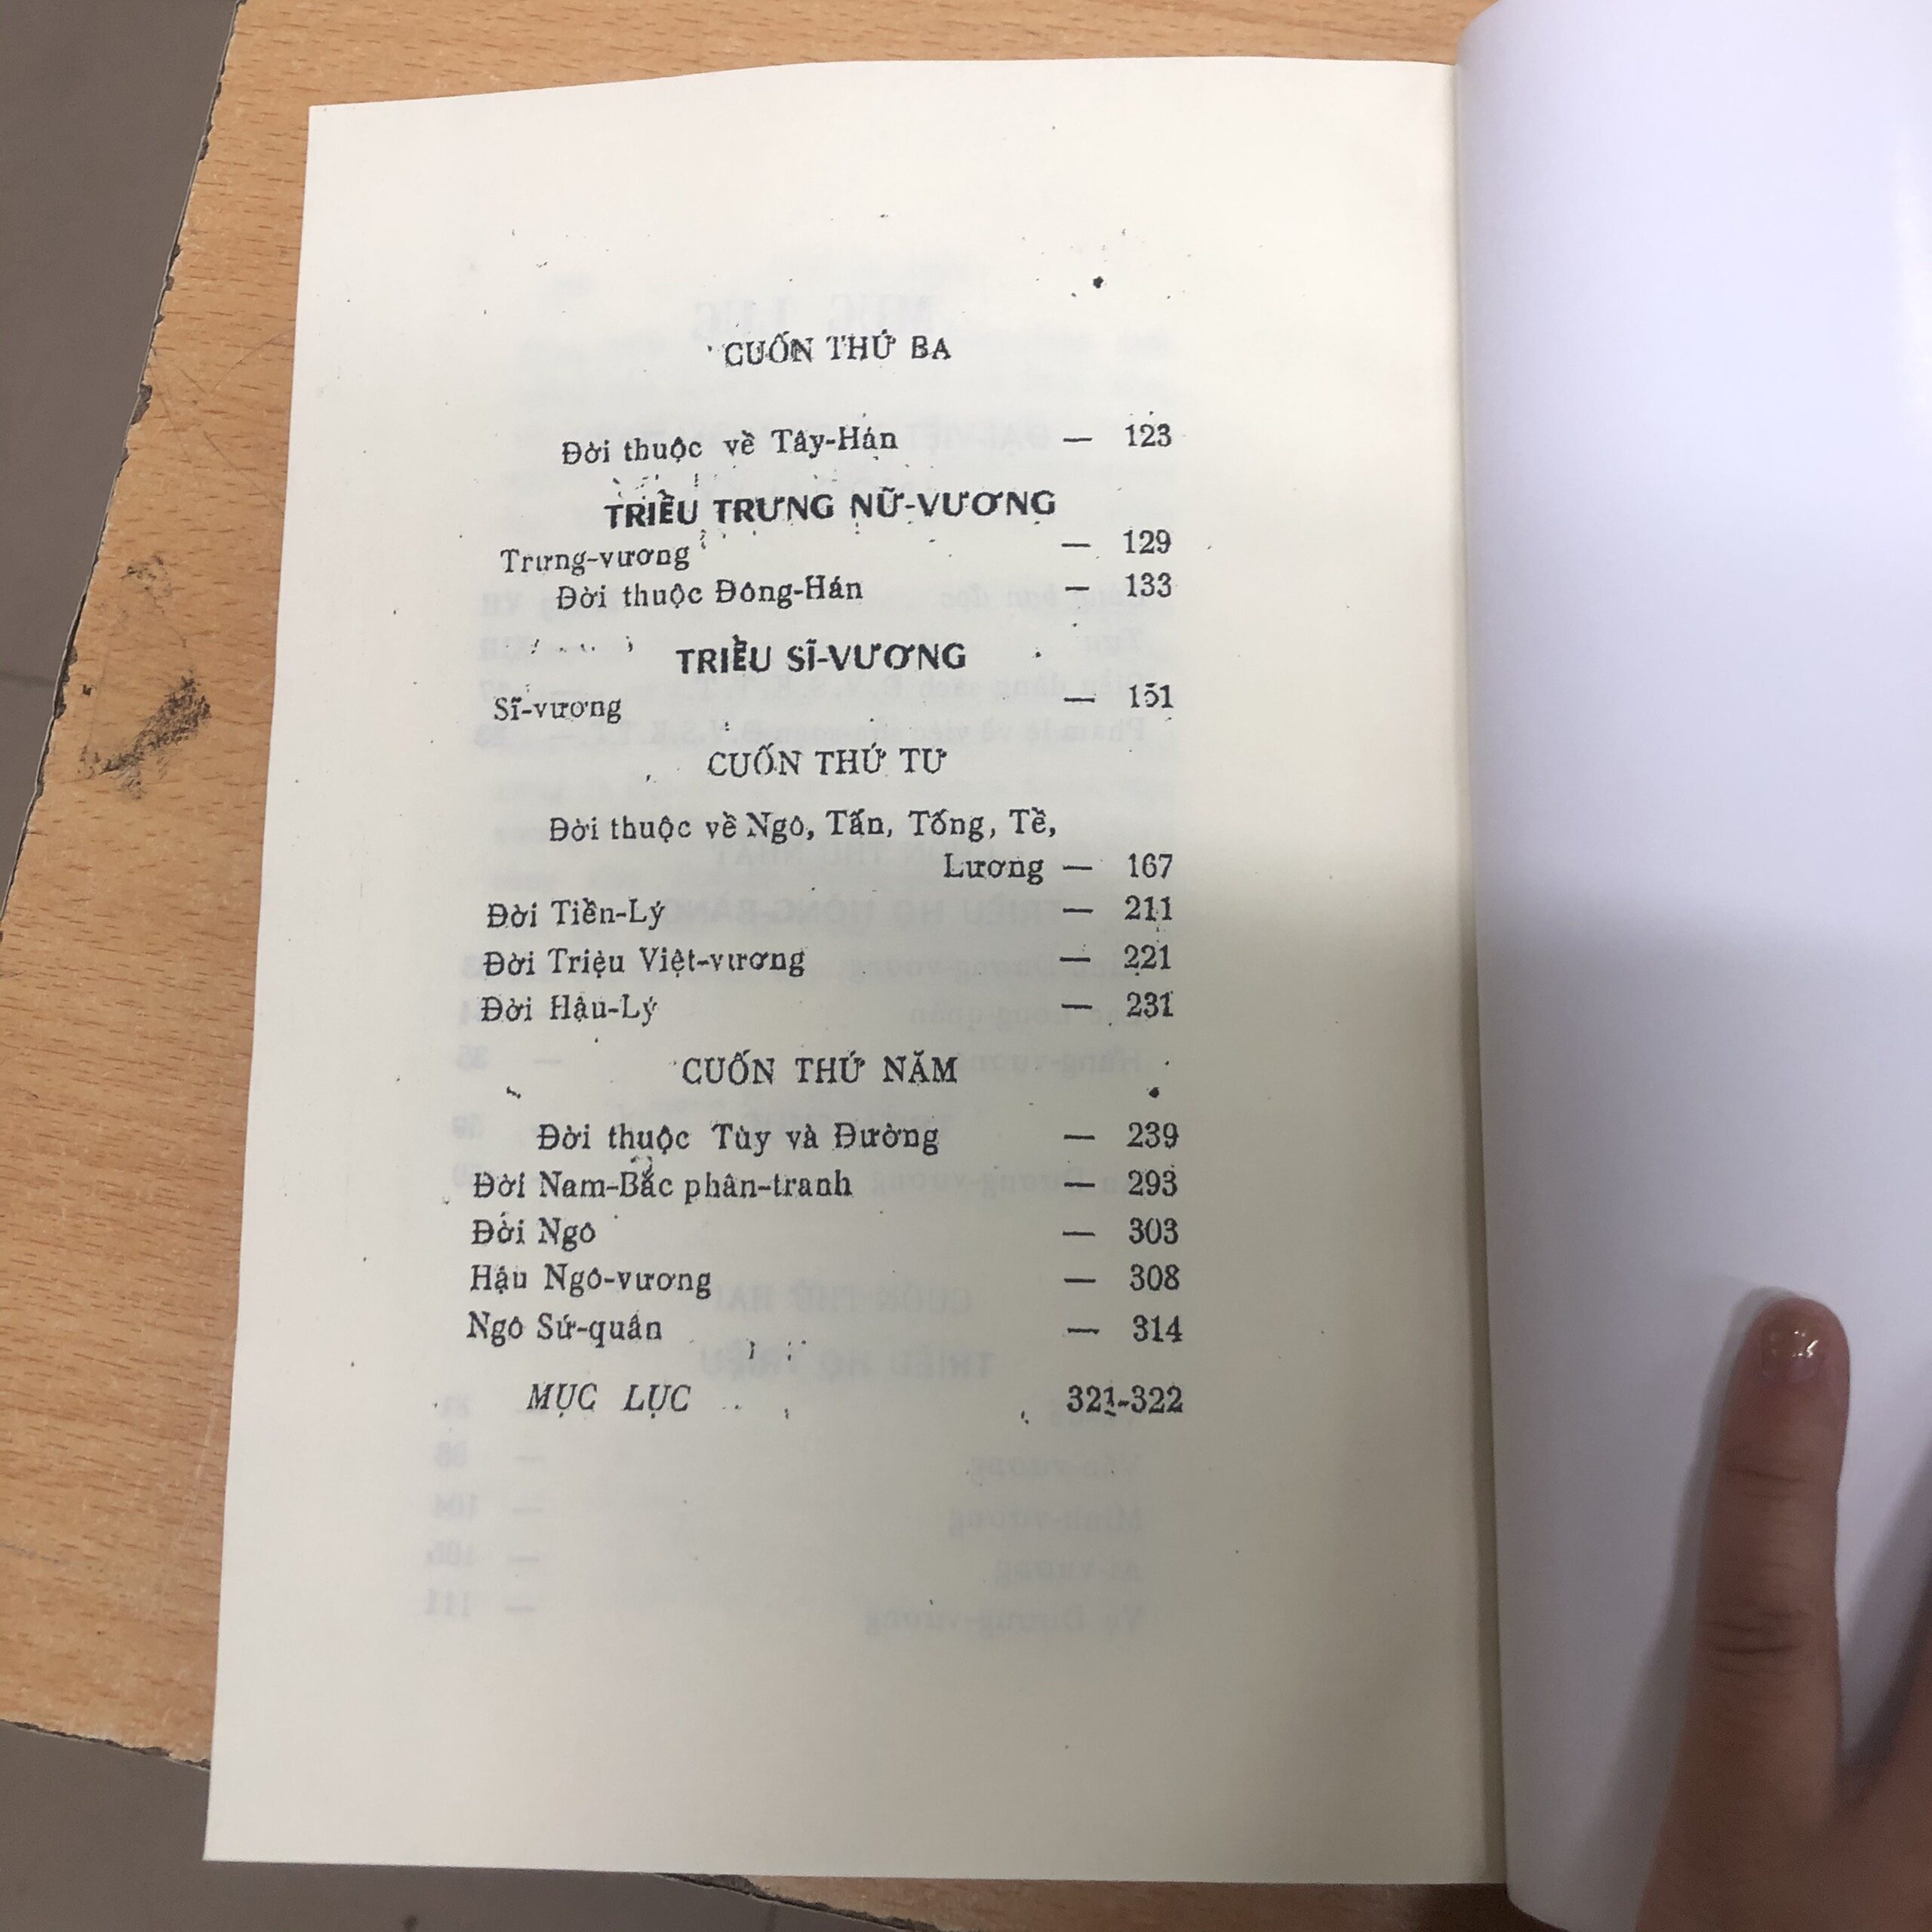 CUỐN THỨ BA
Đời thuộc về Tây-Hán — 123
TRIỀU TRƯNG NỮ-VƯƠNG
Trưng-vương — 129
Đời thuộc Đông-Hán — 133
TRIỀU SĨ-VƯƠNG
Sĩ-vương — 151
CUỐN THỨ TƯ
Đời thuộc về Ngô, Tấn, Tống, Tề,
Lương — 167
Đời Tiền-Lý — 211
Đời Triệu Việt-vương — 221
Đời Hậu-Lý — 231
CUỐN THỨ NĂM
Đời thuộc Tùy và Đường — 239
Đời Nam-Bắc phân-tranh — 293
Đời Ngô — 303
Hậu Ngô-vương — 308
Ngô Sứ-quân — 314
MỤC LỤC 321-322